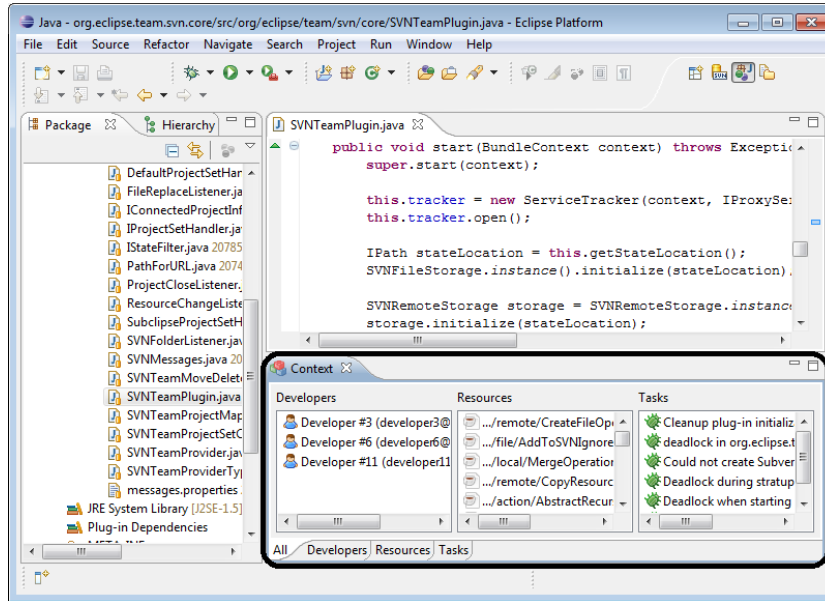 Java - org.eclipse.team.svn.core/src/org/eclipse/team/svn/core/SVNTeamPlugin.java - Eclipse Platform
File Edit Source Refactor Navigate Search Project Run Window Help
Package
Hierarchy
DefaultProjectSetHar
FileReplaceListener.ja
IConnectedProjectInf
IProjectSetHandler.ja
IStateFilter.java 20785
PathForURL.java 2074
ProjectCloseListener.
ResourceChangeListe
SubclipseProjectSetH
SVNFolderListener.jav
SVNMessages.java 20
SVNTeamMoveDelet
SVNTeamPlugin.java
SVNTeamProjectMap
SVNTeamProjectSetC
SVNTeamProvider.jav
SVNTeamProviderTyp
messages.properties
JRE System Library [J2SE-1.5]
Plug-in Dependencies
SVNTeamPlugin.java
public void start(BundleContext context) throws Exceptio
super.start(context);
this.tracker = new ServiceTracker(context, IProxySer
this.tracker.open();
IPath stateLocation = this.getStateLocation();
SVNFileStorage.instance().initialize(stateLocation)
SVNRemoteStorage storage = SVNRemoteStorage.instanc
storage.initialize(stateLocation);
Context
Developers
Developer #3 (developer3@
Developer #6 (developer6@
Developer #11 (developer11
Resources
.../remote/CreateFileOp
.../file/AddToSVNIgnore
.../local/MergeOperation
.../remote/CopyResourc
.../action/AbstractRecur
Tasks
Cleanup plug-in initializ
deadlock in org.eclipse.t
Could not create Subver
Deadlock during stratup
Deadlock when starting
All Developers Resources Tasks